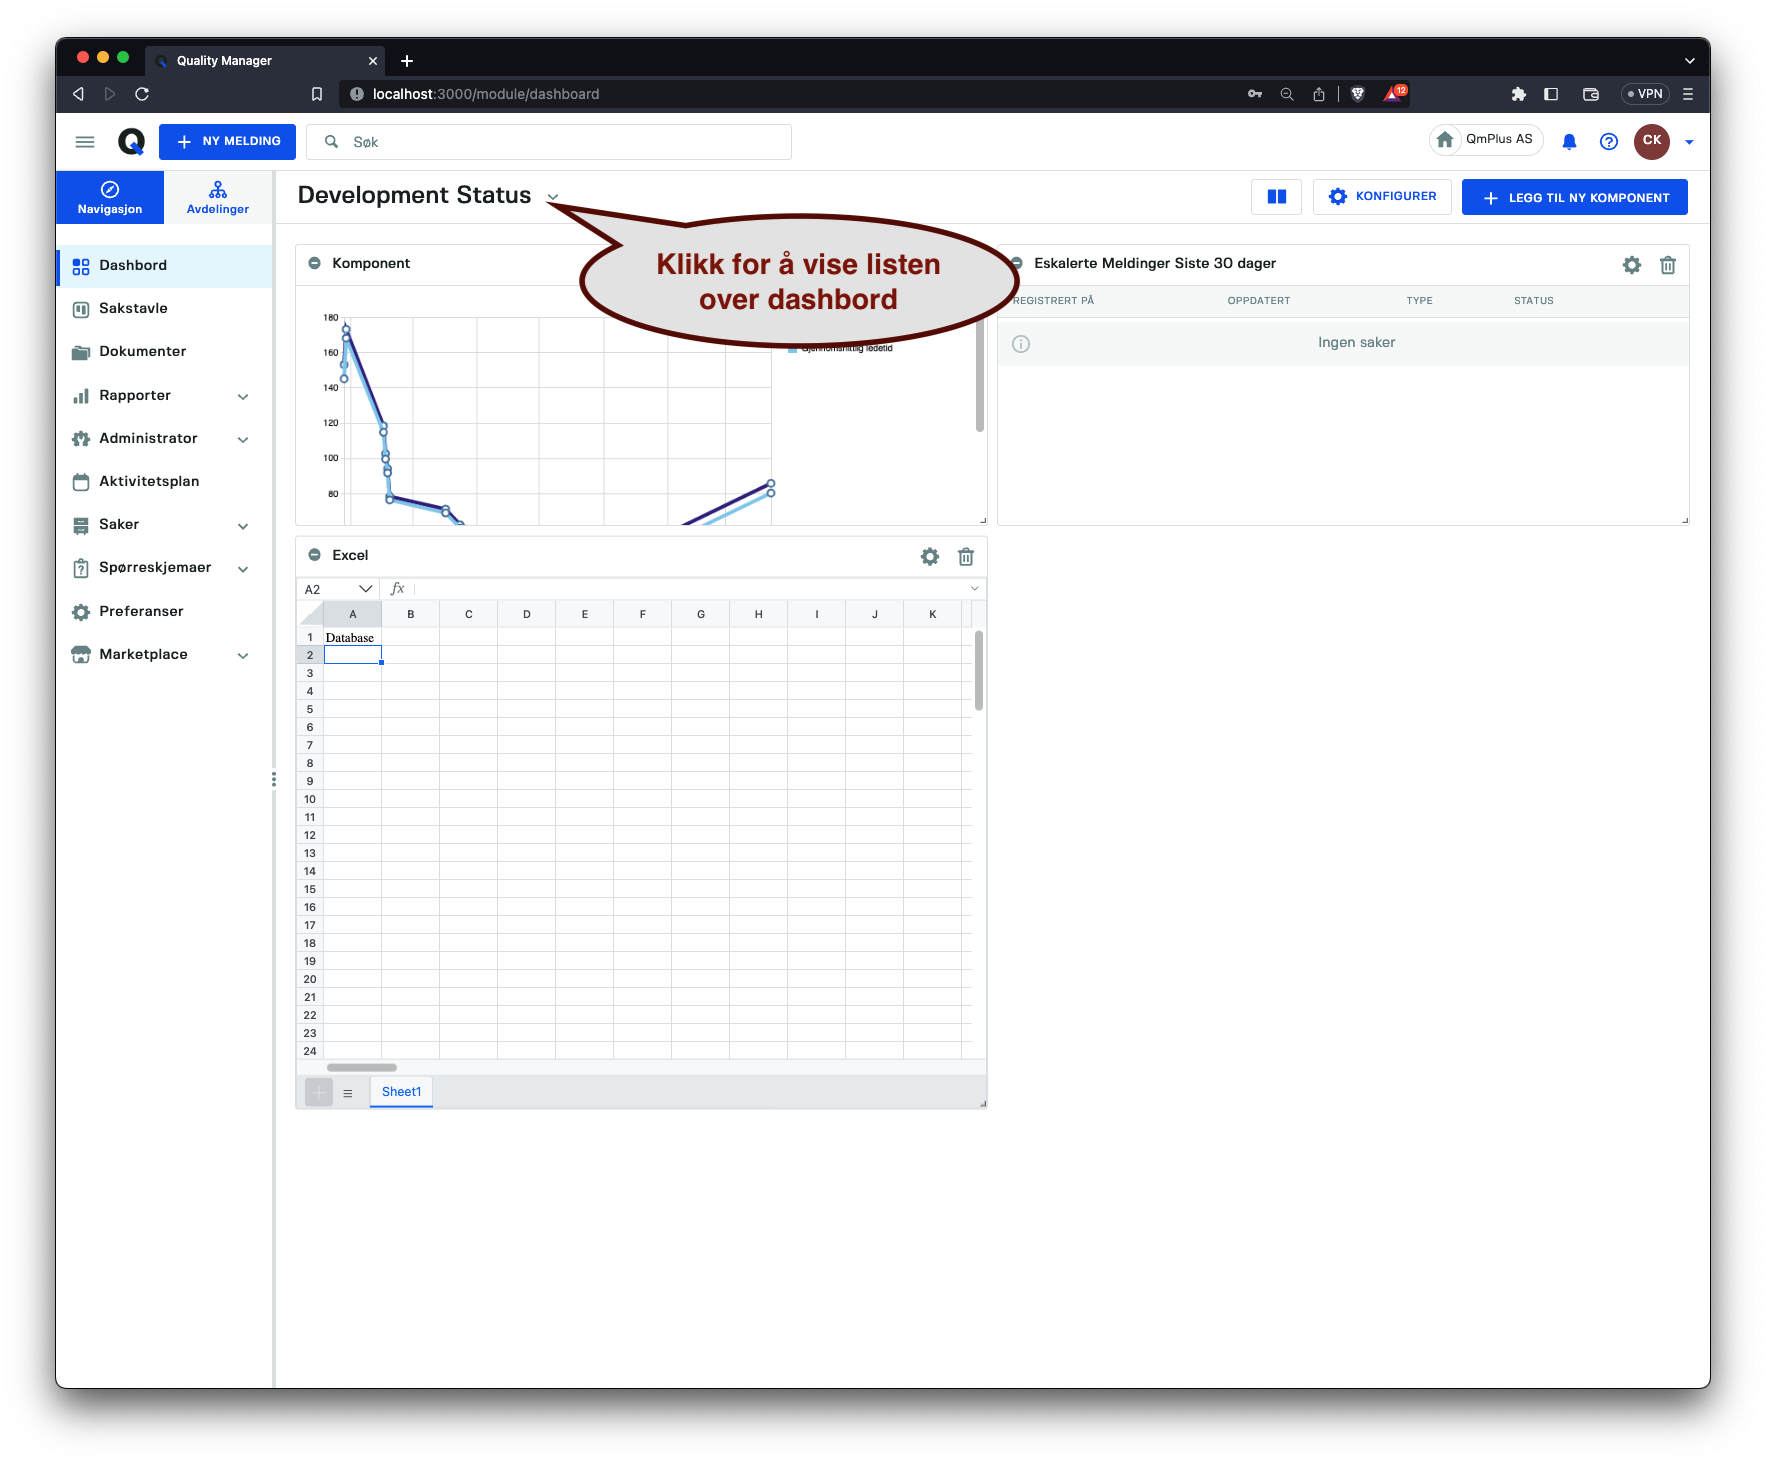 Quality Manager
localhost:3000/module/dashboard
12
VPN
NY MELDING
Søk
QmPlus AS
CK
Navigasjon
Avdelinger
Development Status
KONFIGURER
LEGG TIL NY KOMPONENT
Klikk for å vise listen
over dashbord
Dashbord
Sakstavle
Dokumenter
Rapporter
Administrator
Aktivitetsplan
Saker
Spørreskjemaer
Preferanser
Marketplace
Komponent
180
160
140
120
100
80
Gjennomsnittlig ledetid
Eskalerte Meldinger Siste 30 dager
REGISTRERT PÅ OPPDATERT TYPE STATUS
Ingen saker
Excel
A2 fx
A B C D E F G H I J K
1 Database
2
3
4
5
6
7
8
9
10
11
12
13
14
15
16
17
18
19
20
21
22
23
24
Sheet1